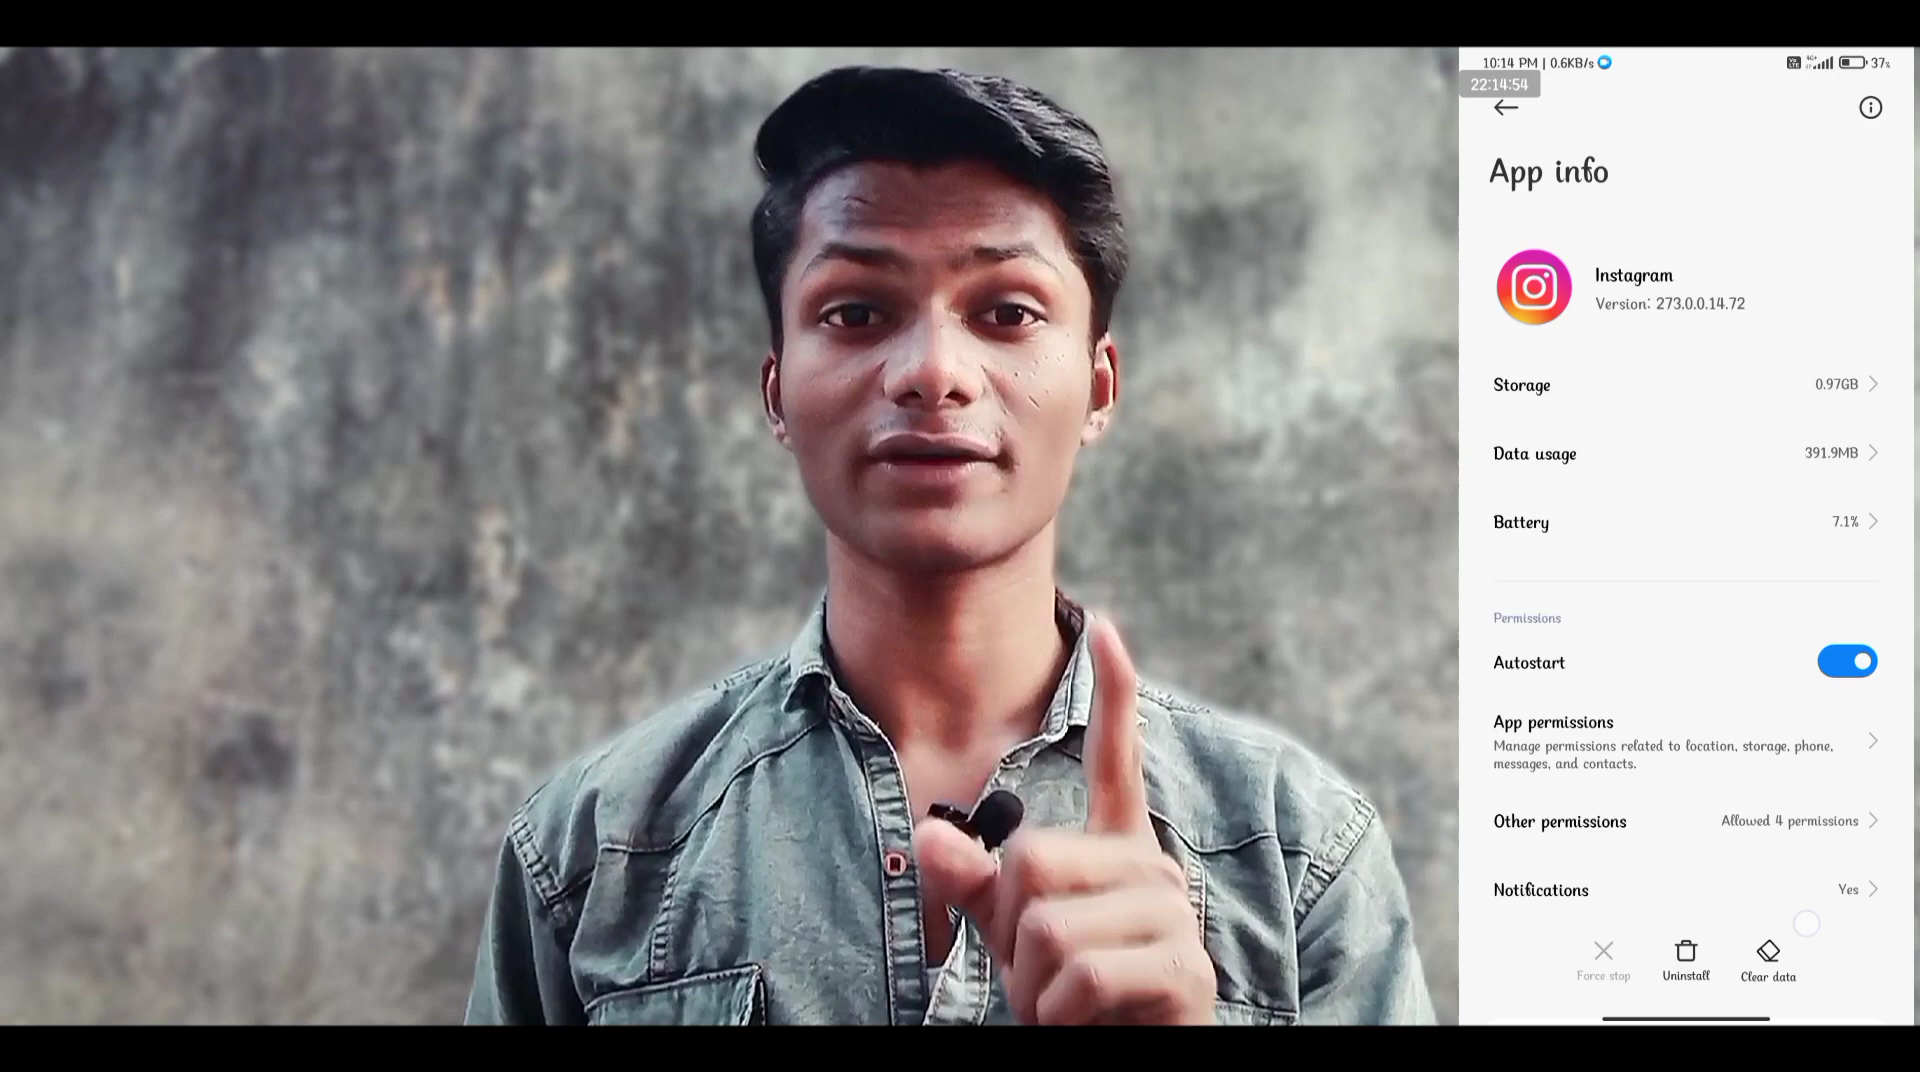 10:14 PM | 0.6KB/s
37%
22:14:54
App info
Instagram
Version: 273.0.0.14.72
Storage 0.97GB
Data usage 391.9MB
Battery 7.1%
Permissions
Autostart
App permissions
Manage permissions related to location, storage, phone,
messages, and contacts.
Other permissions Allowed 4 permissions
Notifications Yes
Force stop Uninstall Clear data